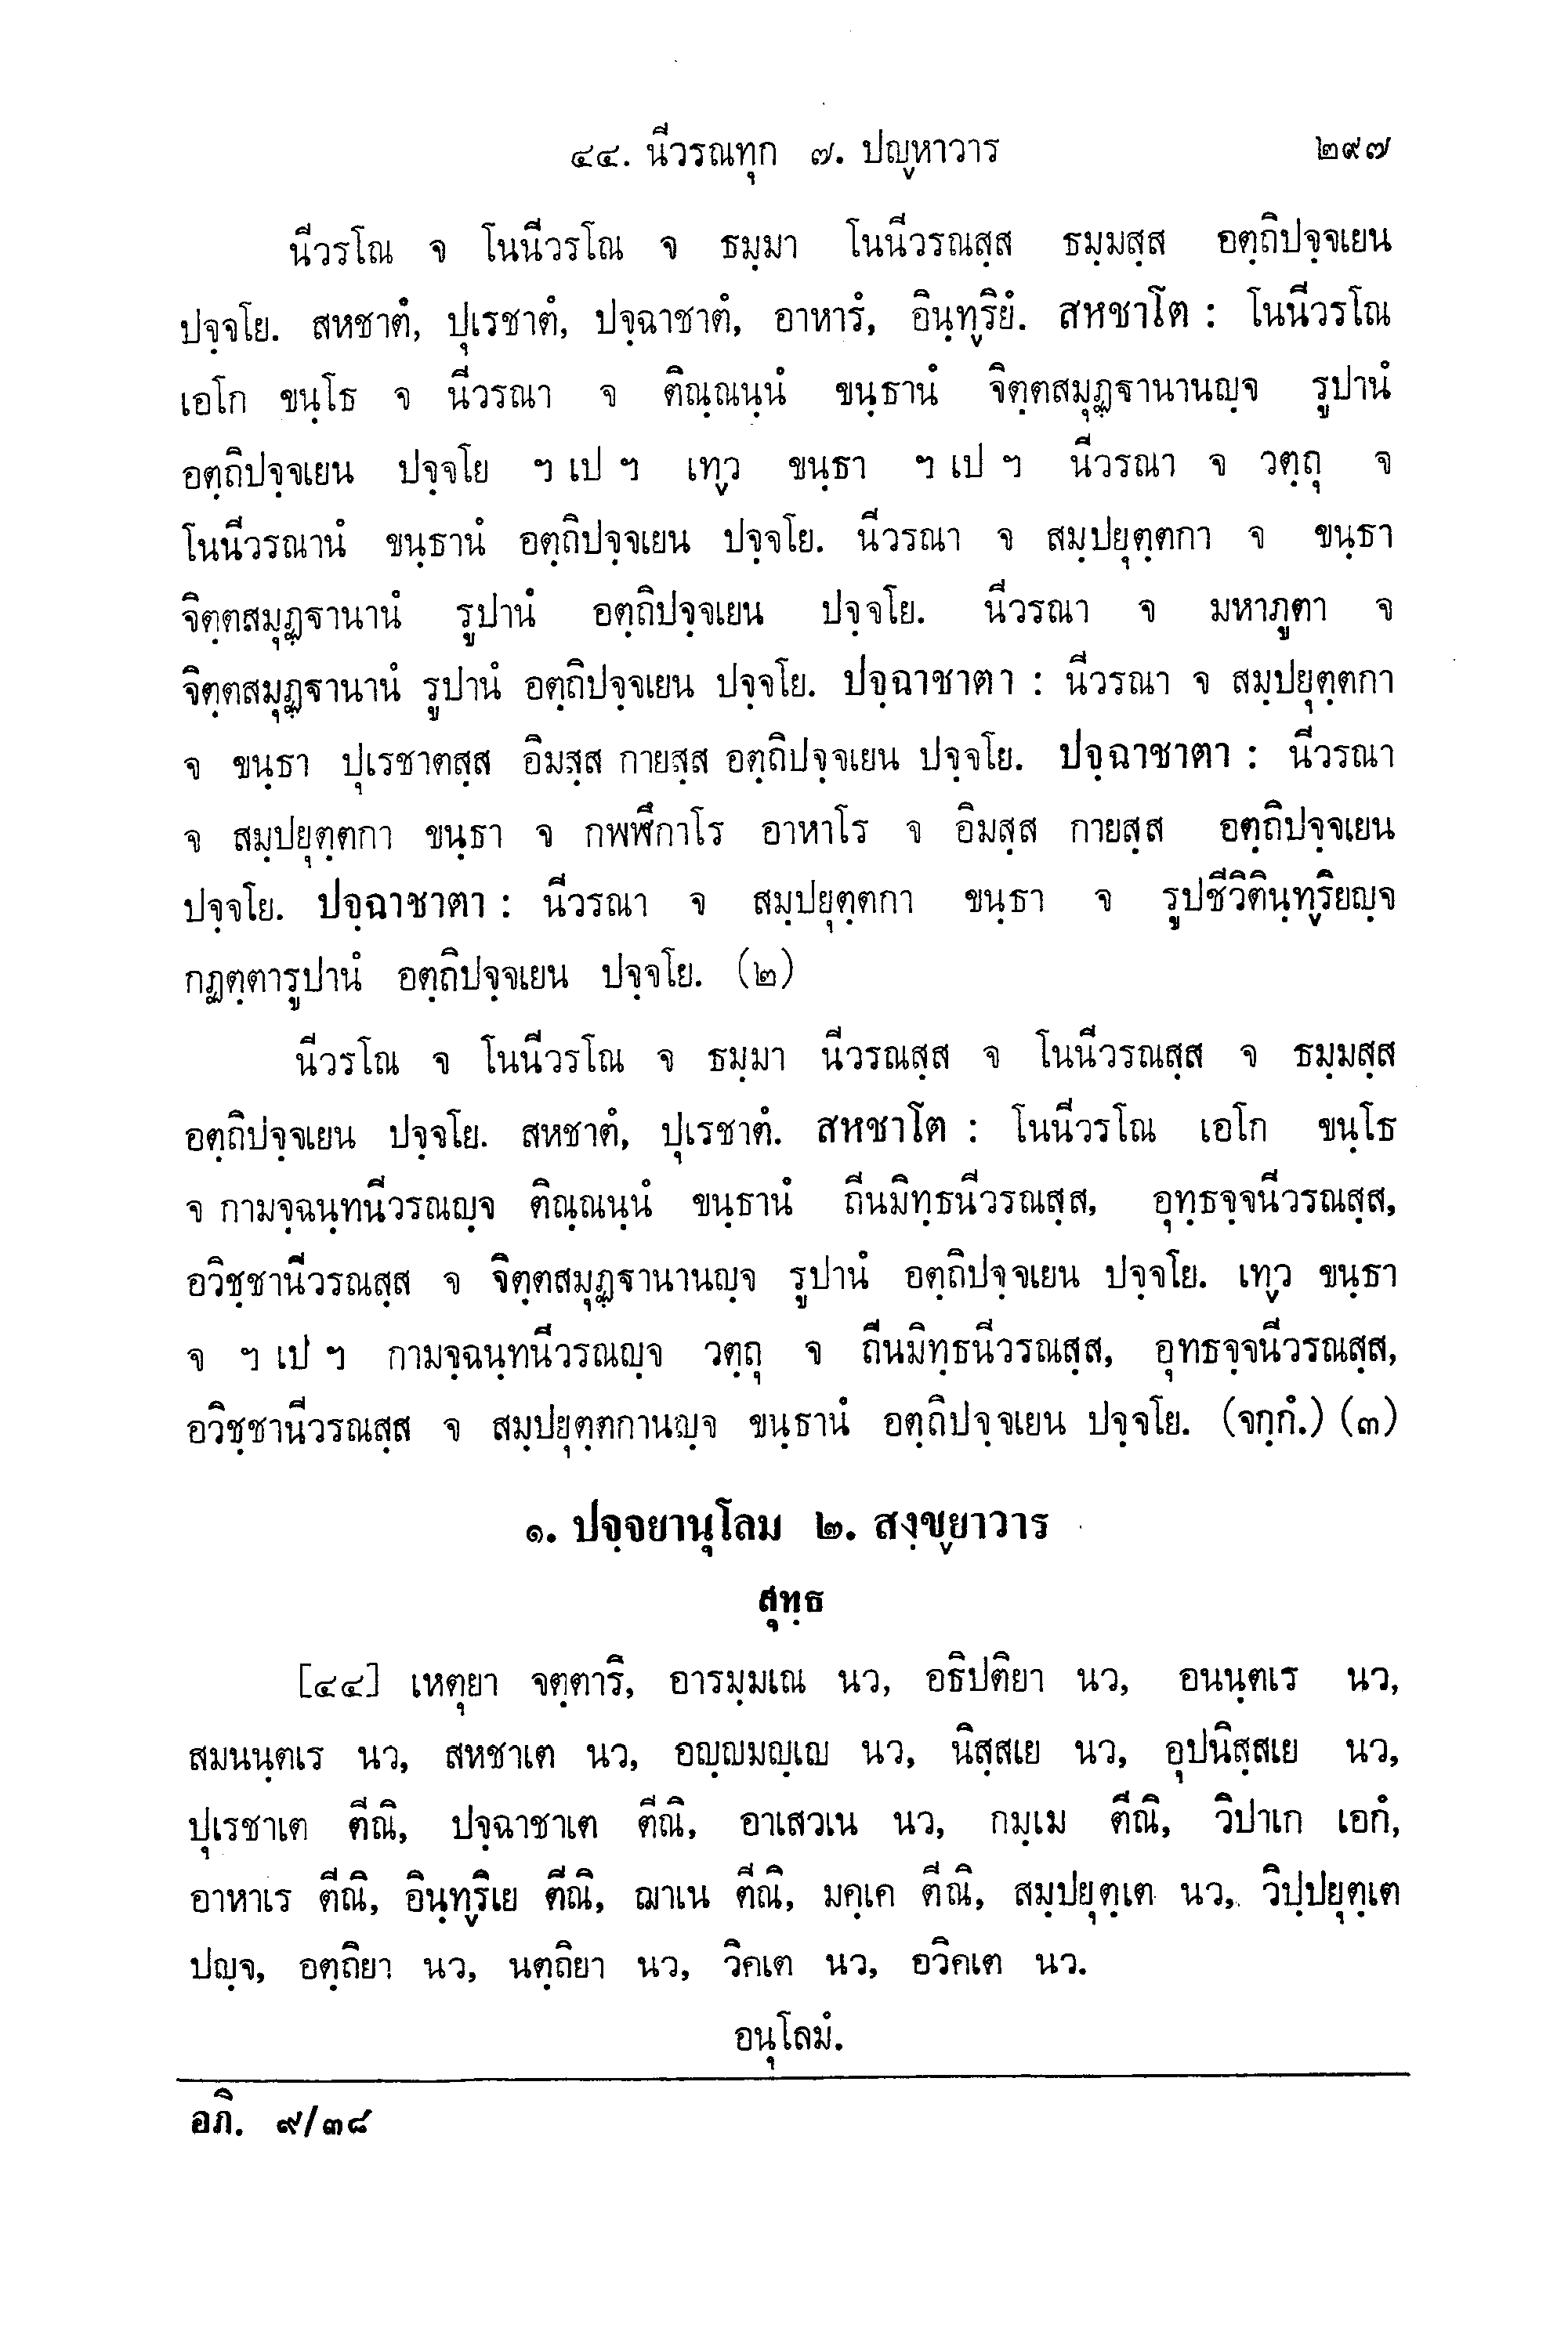 ๔๔. นีวรณทุก ๗. ปญฺหาวาร ๒๙๗
นีวรโณ จ โนนีวรโณ จ ธมฺมา โนนีวรณสฺส ธมฺมสฺส อตฺถิปจฺจเยน
ปจฺจโย. สหชาตํ, ปุเรชาตํ, ปจฺฉาชาตํ, อาหารํ, อินฺทฺริยํ. สหชาโต : โนนีวรโณ
เอโก ขนฺโธ จ นีวรณา จ ติณฺณนฺนํ ขนฺธานํ จิตฺตสมุฏฺฐานานญฺจ รูปานํ
อตฺถิปจฺจเยน ปจฺจโย ฯ เป ฯ เทฺว ขนฺธา ฯ เป ฯ นีวรณา จ วตฺถุ จ
โนนีวรณานํ ขนฺธานํ อตฺถิปจฺจเยน ปจฺจโย. นีวรณา จ สมฺปยุตฺตกา จ ขนฺธา
จิตฺตสมุฏฺฐานานํ รูปานํ อตฺถิปจฺจเยน ปจฺจโย. นีวรณา จ มหาภูตา จ
จิตฺตสมุฏฺฐานานํ รูปานํ อตฺถิปจฺจเยน ปจฺจโย. ปจฺฉาชาตา : นีวรณา จ สมฺปยุตฺตกา
จ ขนฺธา ปุเรชาตสฺส อิมสฺส กายสฺส อตฺถิปจฺจเยน ปจฺจโย. ปจฺฉาชาตา : นีวรณา
จ สมฺปยุตฺตกา ขนฺธา จ กพฬีกาโร อาหาโร จ อิมสฺส กายสฺส อตฺถิปจฺจเยน
ปจฺจโย. ปจฺฉาชาตา : นีวรณา จ สมฺปยุตฺตกา ขนฺธา จ รูปชีวิตินฺทฺริยญฺจ
กฏตฺตารูปานํ อตฺถิปจฺจเยน ปจฺจโย. (๒)
นีวรโณ จ โนนีวรโณ จ ธมฺมา นีวรณสฺส จ โนนีวรณสฺส จ ธมฺมสฺส
อตฺถิปจฺจเยน ปจฺจโย. สหชาตํ, ปุเรชาตํ. สหชาโต : โนนีวรโณ เอโก ขนฺโธ
จ กามจฺฉนฺทนีวรณญฺจ ติณฺณนฺนํ ขนฺธานํ ถีนมิทฺธนีวรณสฺส, อุทฺธจฺจนีวรณสฺส,
อวิชฺชานีวรณสฺส จ จิตฺตสมุฏฺฐานานญฺจ รูปานํ อตฺถิปจฺจเยน ปจฺจโย. เทฺว ขนฺธา
จ ฯ เป ฯ กามจฺฉนฺทนีวรณญฺจ วตฺถุ จ ถีนมิทฺธนีวรณสฺส, อุทธจฺจนีวรณสฺส,
อวิชฺชานีวรณสฺส จ สมฺปยุตฺตกานญฺจ ขนฺธานํ อตฺถิปจฺจเยน ปจฺจโย. (จกฺกํ.) (๓)
๑. ปจฺจยานุโลม ๒. สงฺขฺยาวาร
สุทฺธ
[๔๔] เหตุยา จตฺตาริ, อารมฺมเณ นว, อธิปติยา นว, อนนฺตเร นว,
สมนนฺตเร นว, สหชาเต นว, อญฺญมญฺเญ นว, นิสฺสเย นว, อุปนิสฺสเย นว,
ปุเรชาเต ตีณิ, ปจฺฉาชาเต ตีณิ, อาเสวเน นว, กมฺเม ตีณิ, วิปาเก เอกํ,
อาหาเร ตีณิ, อินฺทฺริเย ตีณิ, ฌาเน ตีณิ, มคฺเค ตีณิ, สมฺปยุตฺเต นว, วิปฺปยุตฺเต
ปญฺจ, อตฺถิยา นว, นตฺถิยา นว, วิคเต นว, อวิคเต นว.
อนุโลมํ.
อภิ. ๙/๓๘